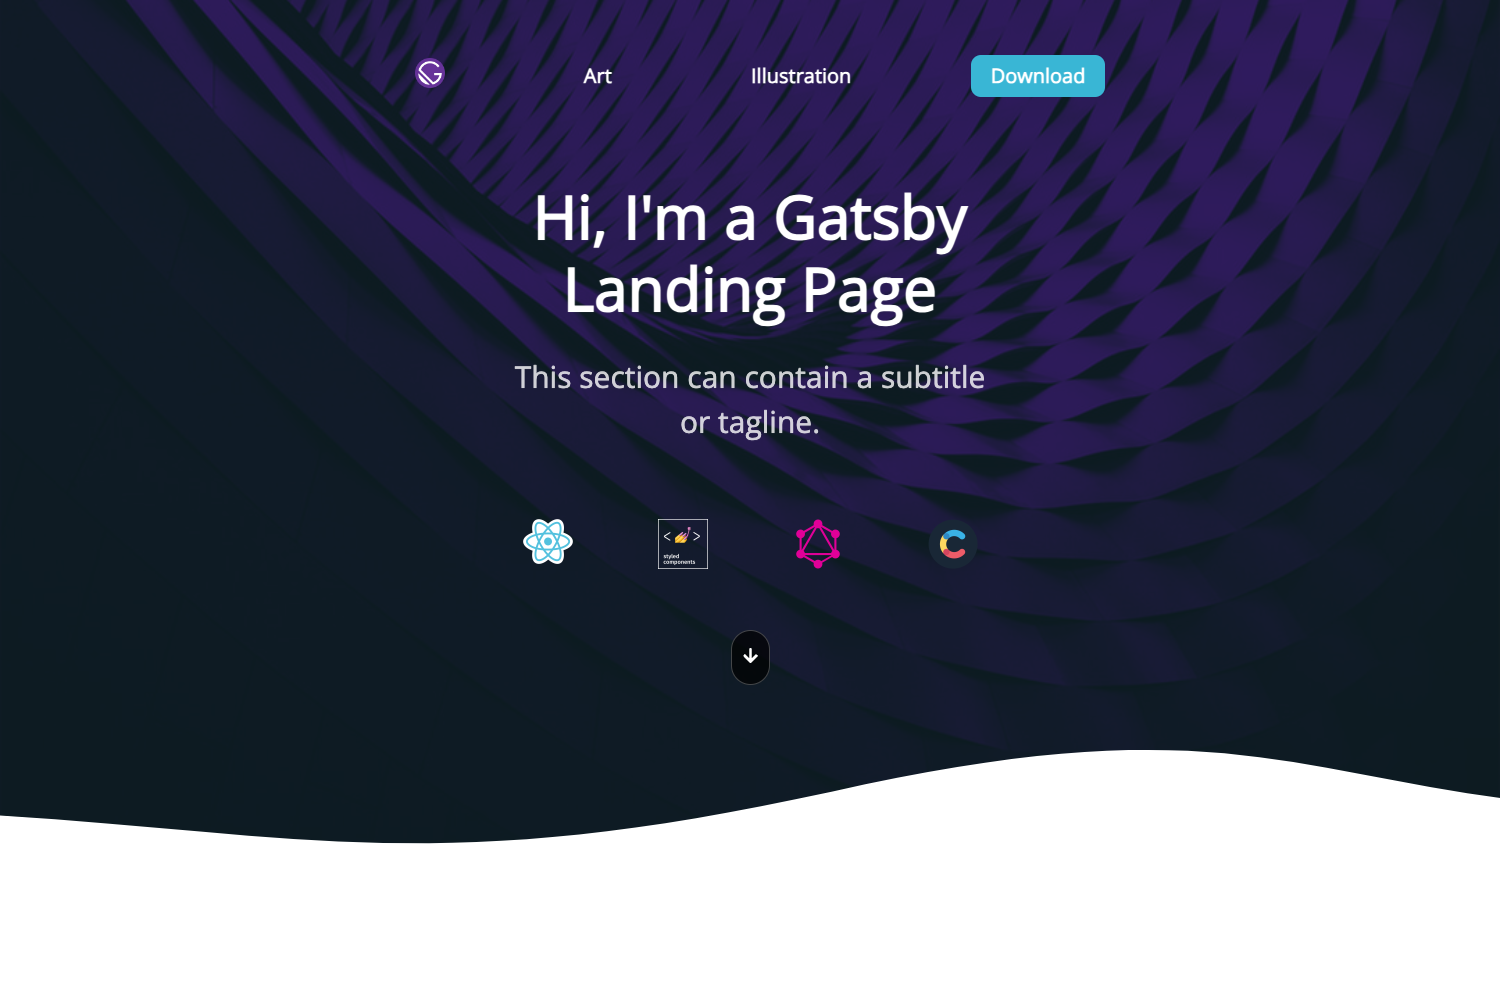 Art
Illustration
Download
Hi, I'm a Gatsby
Landing Page
This section can contain a subtitle
or tagline.
< >
styled
components